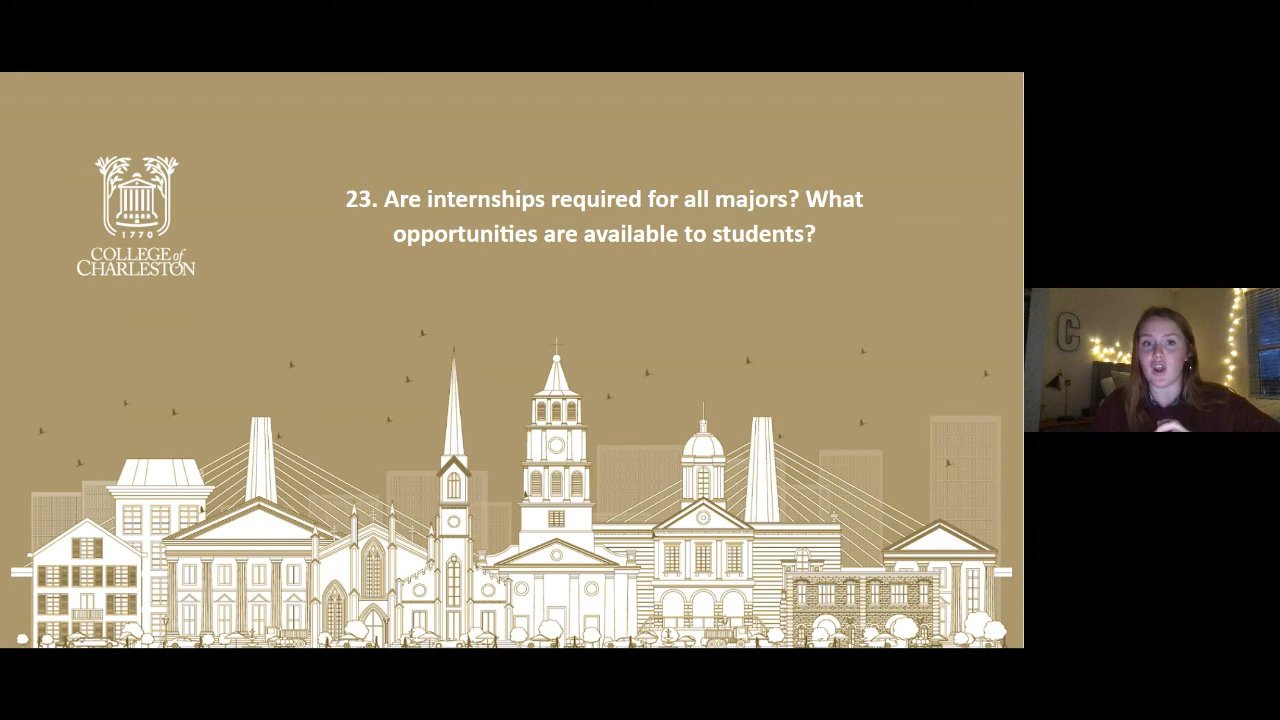 23. Are internships required for all majors? What
opportunities are available to students?
1770
COLLEGE of
CHARLESTON
C